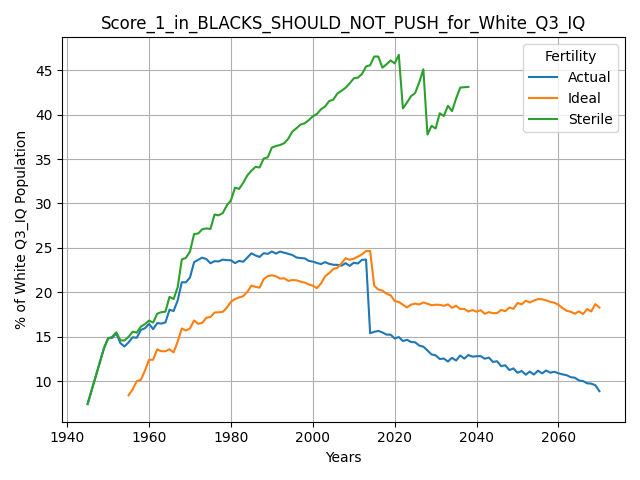 Score_1_in_BLACKS_SHOULD_NOT_PUSH_for_White_Q3_IQ
Fertility
Actual
Ideal
Sterile
% of White Q3_IQ Population
45
40
35
30
25
20
15
10
1940
1960
1980
2000
2020
2040
2060
Years